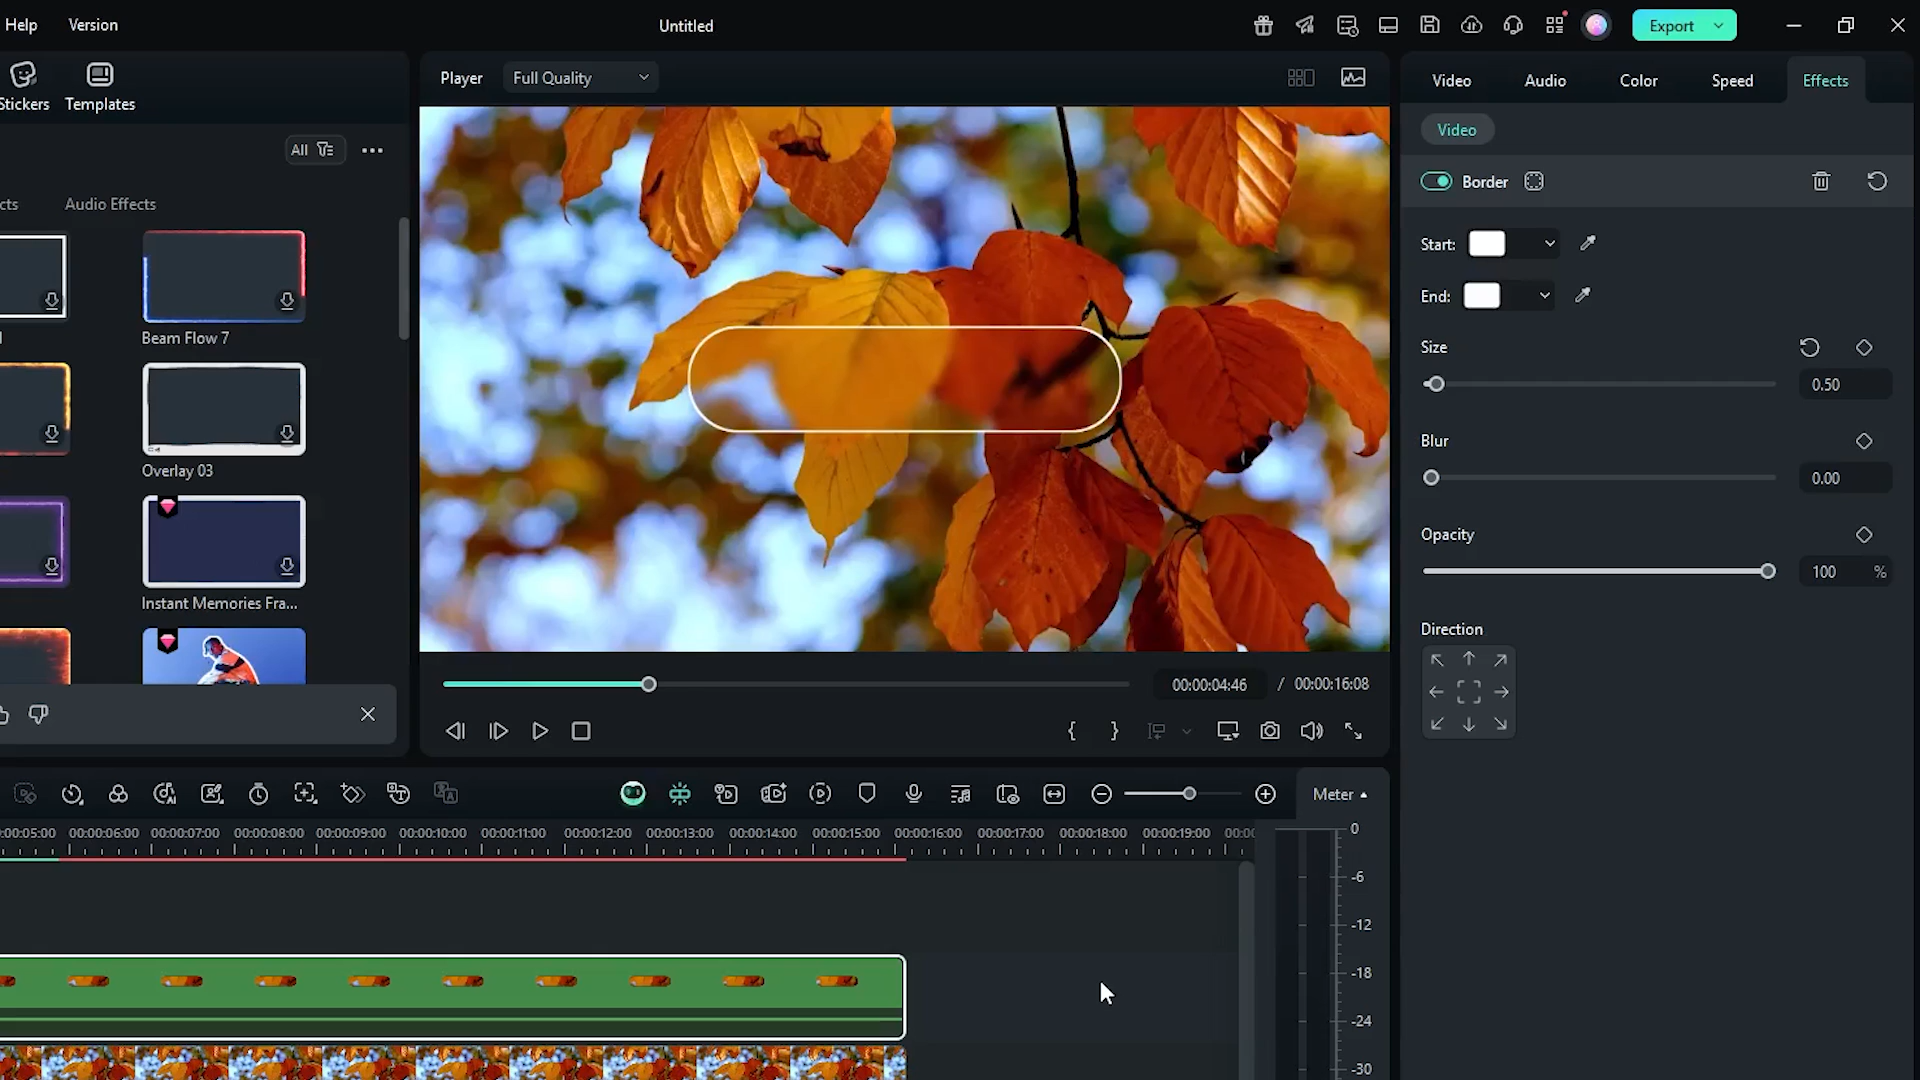 Help Version Untitled Export
Stickers Templates
All
cts Audio Effects
Beam Flow 7
Overlay 03
Instant Memories Fra...
Player Full Quality
00:00:04:46 / 00:00:16:08
Video Audio Color Speed Effects
Video
Border
Start:
End:
Size
0.50
Blur
0.00
Opacity
100 %
Direction
Meter
00:00:05:00 00:00:06:00 00:00:07:00 00:00:08:00 00:00:09:00 00:00:10:00 00:00:11:00 00:00:12:00 00:00:13:00 00:00:14:00 00:00:15:00 00:00:16:00 00:00:17:00 00:00:18:00 00:00:19:00 00:00
0
-6
-12
-18
-24
-30